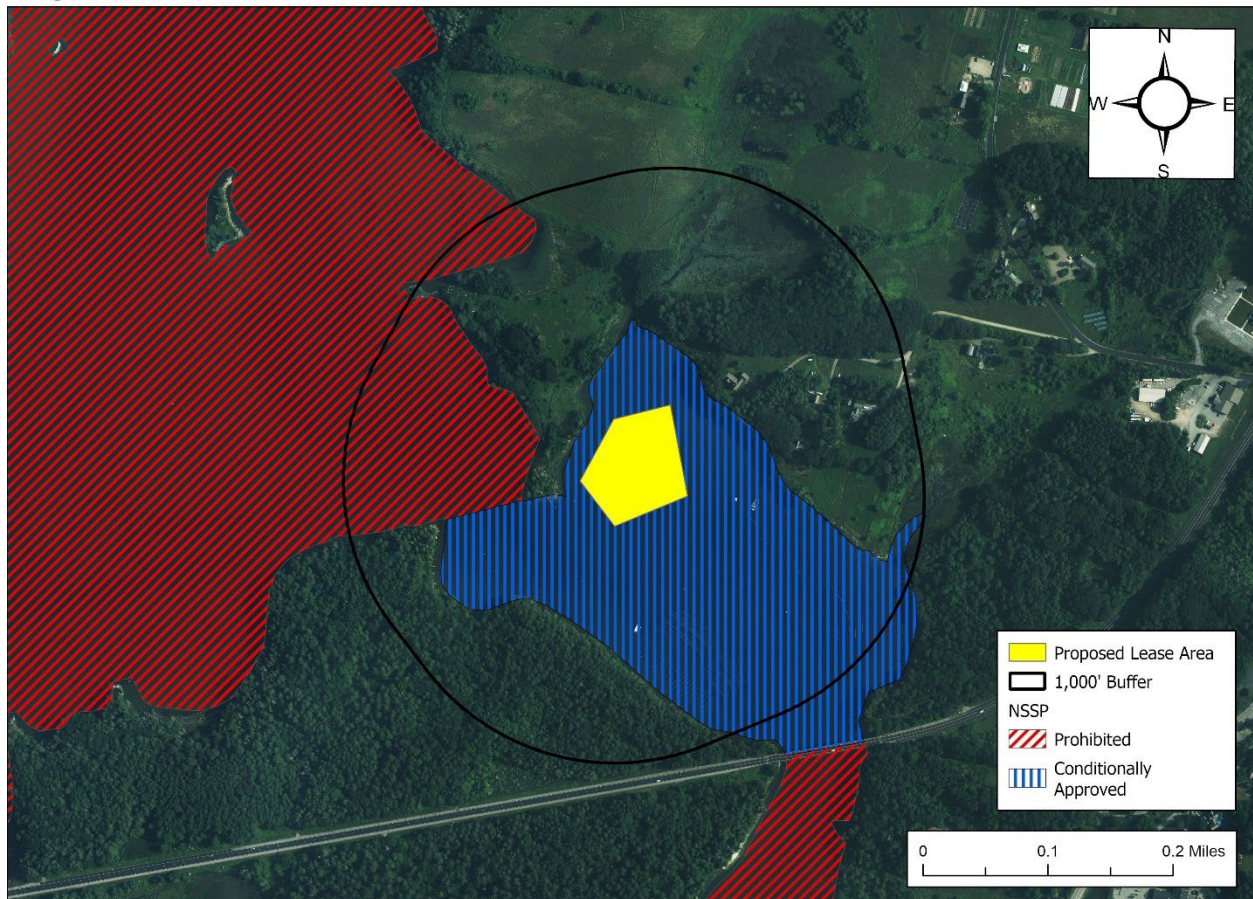 N
W E
S
Proposed Lease Area
1,000' Buffer
NSSP
Prohibited
Conditionally
Approved
0 0.1 0.2 Miles